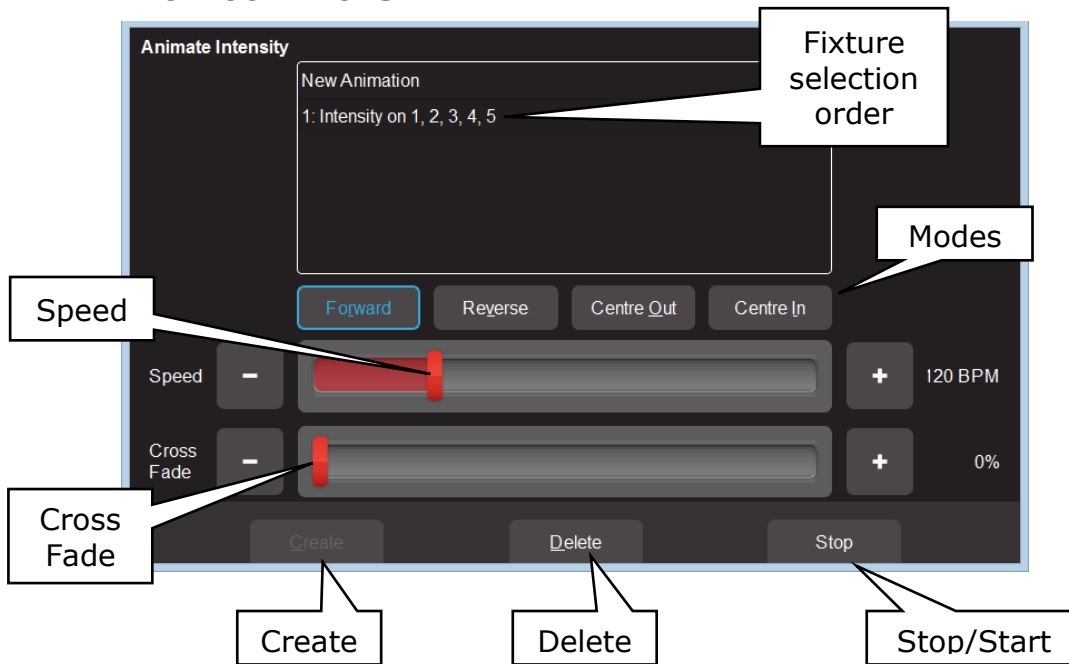 Animate Intensity
Fixture
selection
order
New Animation
1: Intensity on 1, 2, 3, 4, 5
Modes
Speed
Forward
Reverse
Centre Out
Centre In
Speed
-
+
120 BPM
Cross
Fade
-
+
0%
Cross
Fade
Create
Delete
Stop
Create
Delete
Stop/Start